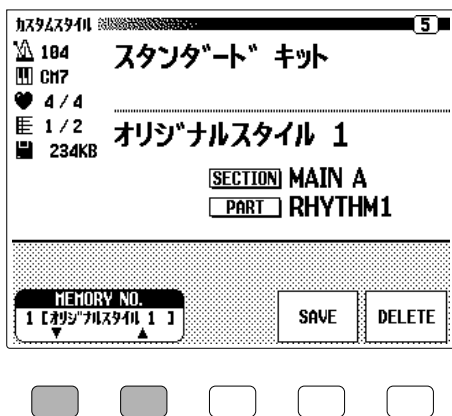 カスタムスタイル 5
104 スタンダード キット
CM7
4/4
1/2 オリジナルスタイル 1
234KB
SECTION MAIN A
PART RHYTHM1
MEMORY NO.
1 [オリジナルスタイル 1 ] SAVE DELETE